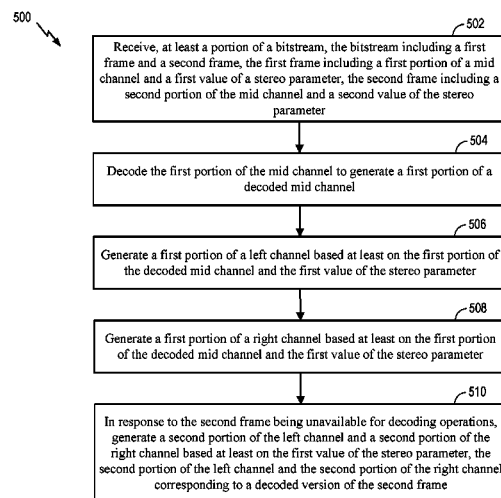 500
502
Receive, at least a portion of a bitstream, the bitstream including a first
frame and a second frame, the first frame including a first portion of a mid
channel and a first value of a stereo parameter, the second frame including a
second portion of the mid channel and a second value of the stereo
parameter
504
Decode the first portion of the mid channel to generate a first portion of a
decoded mid channel
506
Generate a first portion of a left channel based at least on the first portion of
the decoded mid channel and the first value of the stereo parameter
508
Generate a first portion of a right channel based at least on the first portion
of the decoded mid channel and the first value of the stereo parameter
510
In response to the second frame being unavailable for decoding operations,
generate a second portion of the left channel and a second portion of the
right channel based at least on the first value of the stereo parameter, the
second portion of the left channel and the second portion of the right channel
corresponding to a decoded version of the second frame